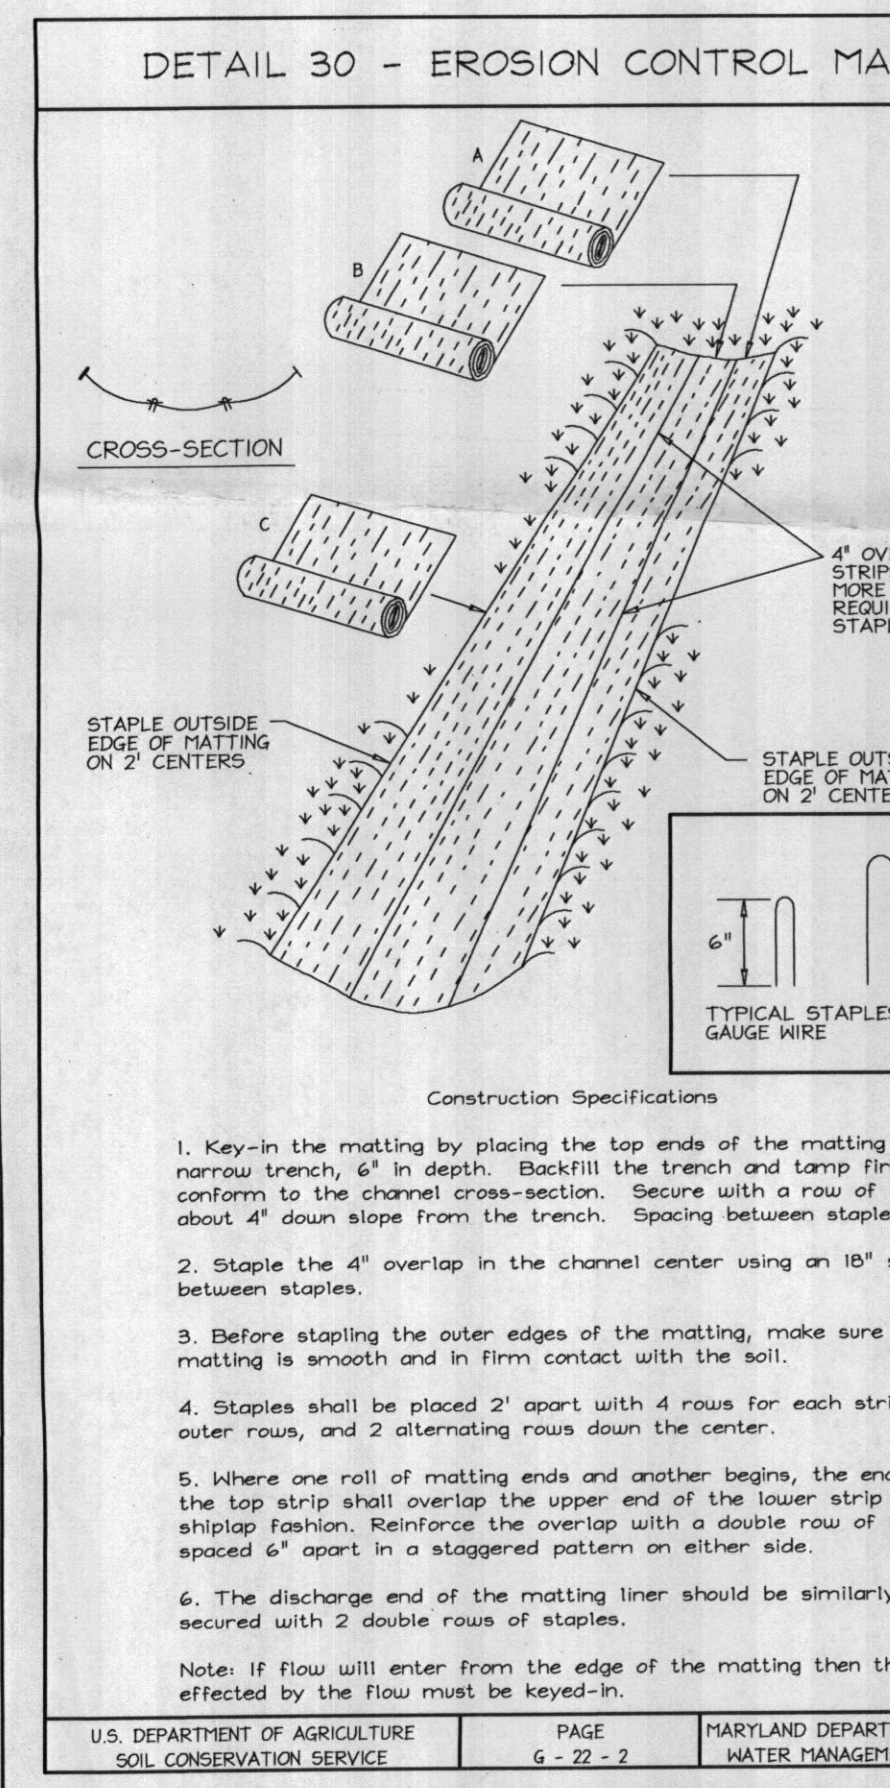 DETAIL 30 - EROSION CONTROL MA
A
B
CROSS-SECTION
C
4" OV
STRIP
MORE
REQUI
STAPL
STAPLE OUTSIDE
EDGE OF MATTING
ON 2' CENTERS
STAPLE OUTS
EDGE OF MAT
ON 2' CENTE
6"
TYPICAL STAPLES
GAUGE WIRE
Construction Specifications
1. Key-in the matting by placing the top ends of the matting
narrow trench, 6" in depth. Backfill the trench and tamp fir
conform to the channel cross-section. Secure with a row of
about 4" down slope from the trench. Spacing between staple
2. Staple the 4" overlap in the channel center using an 18" s
between staples.
3. Before stapling the outer edges of the matting, make sure
matting is smooth and in firm contact with the soil.
4. Staples shall be placed 2' apart with 4 rows for each stri
outer rows, and 2 alternating rows down the center.
5. Where one roll of matting ends and another begins, the end
the top strip shall overlap the upper end of the lower strip
shiplap fashion. Reinforce the overlap with a double row of
spaced 6" apart in a staggered pattern on either side.
6. The discharge end of the matting liner should be similarly
secured with 2 double rows of staples.
Note: If flow will enter from the edge of the matting then th
effected by the flow must be keyed-in.
U.S. DEPARTMENT OF AGRICULTURE
SOIL CONSERVATION SERVICE
PAGE
G - 22 - 2
MARYLAND DEPART
WATER MANAGEM